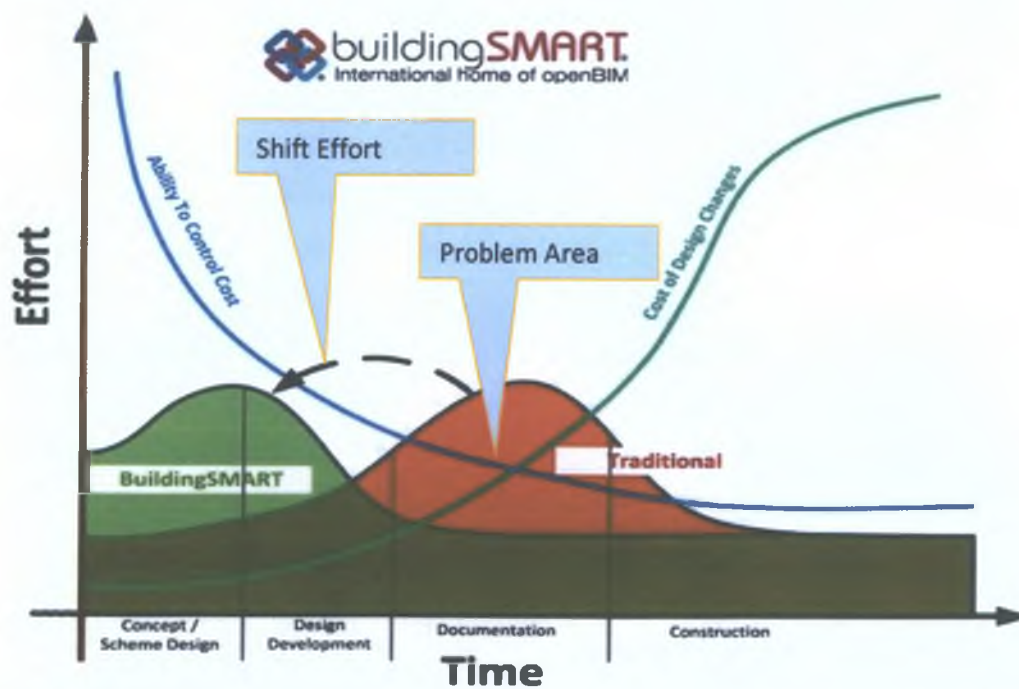 buildingSMART
International home of openBIM
Shift Effort
Ability To Control Cost
Problem Area
Cost of Design Changes
Effort
BuildingSMART
Traditional
Concept /
Scheme Design
Design
Development
Documentation
Construction
Time